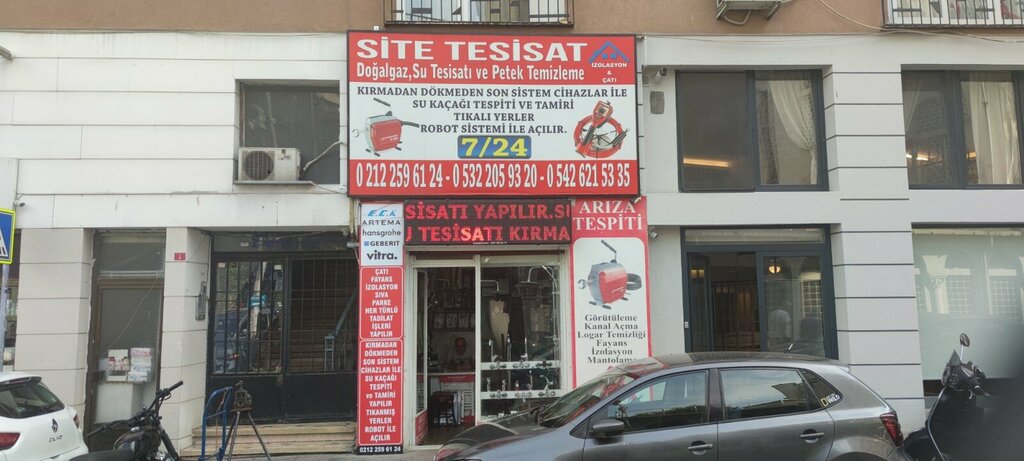 SİTE TESİSAT
İZOLASYON
&
ÇATI
Doğalgaz,Su Tesisatı ve Petek Temizleme
KIRMADAN DÖKMEDEN SON SİSTEM CİHAZLAR İLE
SU KAÇAĞI TESPİTİ VE TAMİRİ
TIKALI YERLER
ROBOT SİSTEMİ İLE AÇILIR.
7/24
0 212 259 61 24 - 0 532 205 93 20 - 0 542 621 53 35
E.C.A
ARTEMA
hansgrohe
GEBERIT
vitra.
SİSATI YAPILIR.SU
U TESİSATI KIRMA
ARIZA
TESPİTİ
ÇATI
FAYANS
İZOLASYON
SIVA
PARKE
HER TÜRLÜ
TADİLAT
İŞLERİ
YAPILIR
KIRMADAN
DÖKMEDEN
SON SİSTEM
CİHAZLAR İLE
SU KAÇAĞI
TESPİTİ
ve TAMİRİ
YAPILIR
TIKANMIŞ
YERLER
ROBOT İLE
AÇILIR
0212 259 61 24
Görütüleme
Kanal Açma
Logar Temizliği
Fayans
İzolasyon
Mantolama
3
CLIO